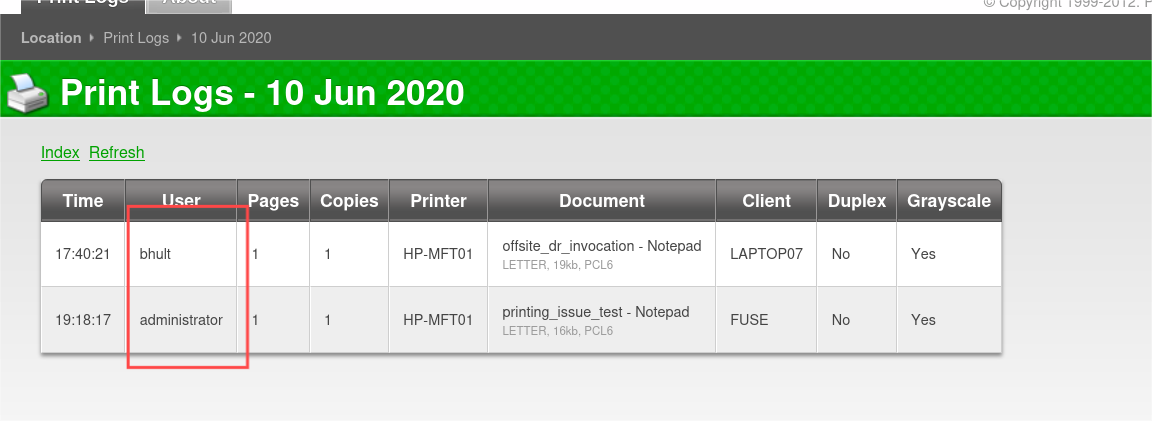 Print Logs About
© Copyright 1999-2012.
Location Print Logs 10 Jun 2020
Print Logs - 10 Jun 2020
Index Refresh
Time User Pages Copies Printer Document Client Duplex Grayscale
17:40:21 bhult 1 1 HP-MFT01 offsite_dr_invocation - Notepad LAPTOP07 No Yes
LETTER, 19kb, PCL6
19:18:17 administrator 1 1 HP-MFT01 printing_issue_test - Notepad FUSE No Yes
LETTER, 16kb, PCL6